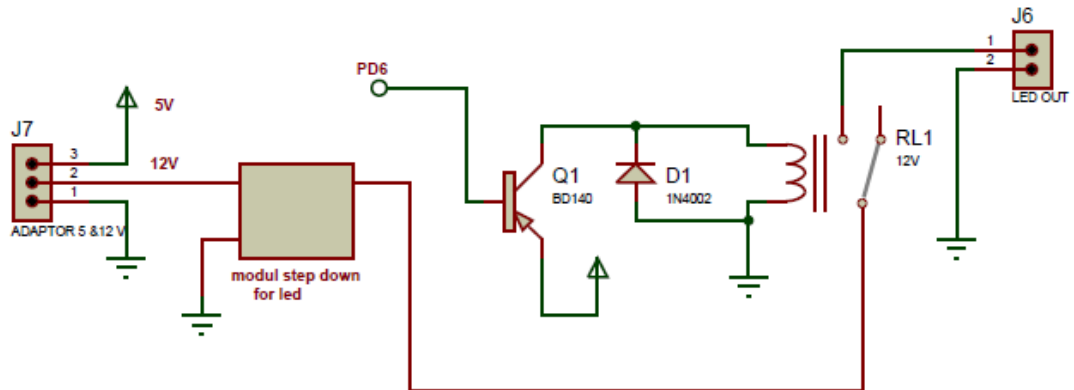 J6
1
2
LED OUT
PD6
5V
J7
3
12V
2
1
ADAPTOR 5 &12 V
modul step down
for led
Q1
BD140
D1
1N4002
RL1
12V